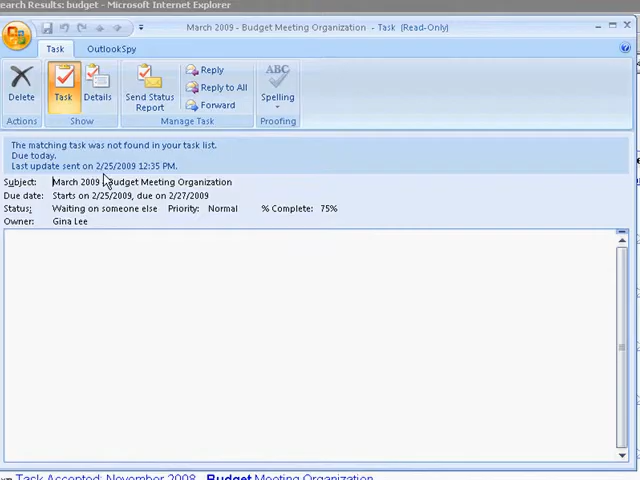 earch Results: budget - Microsoft Internet Explorer
March 2009 - Budget Meeting Organization - Task (Read-Only)
Task OutlookSpy
Delete Task Details Send Status Report Reply Reply to All Forward ABC Spelling
Actions Show Manage Task Proofing
The matching task was not found in your task list.
Due today.
Last update sent on 2/25/2009 12:35 PM.
Subject: March 2009 - Budget Meeting Organization
Due date: Starts on 2/25/2009, due on 2/27/2009
Status: Waiting on someone else Priority: Normal % Complete: 75%
Owner: Gina Lee
Task Accepted: November 2008 - Budget Meeting Organization